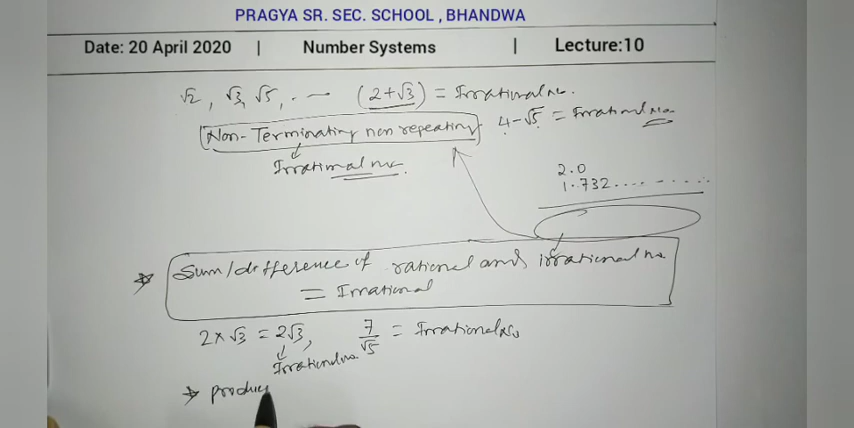 PRAGYA SR. SEC. SCHOOL , BHANDWA
Date: 20 April 2020 | Number Systems | Lecture:10
√2 , √3, √5, . - — (2+√3) = Irrational No.
Non-Terminating non repeating 4-√5 = Irrational No.
Irrational no.
2.0
1.732....-.....
Sum/difference of rational and irrational no.
= Irrational
2×√3 = 2√3, 7/√5 = Irrational No
Irrational no.
produc